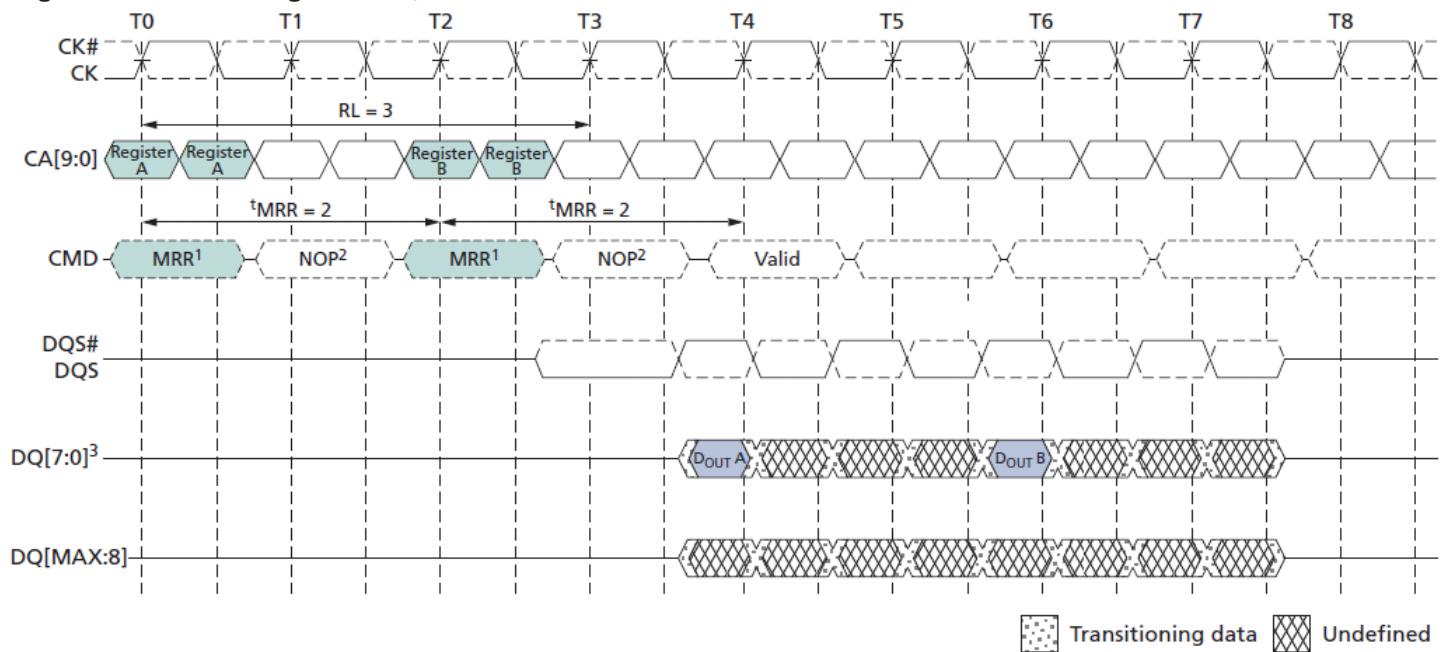 T0 T1 T2 T3 T4 T5 T6 T7 T8
CK#
CK
RL = 3
CA[9:0] Register A Register A Register B Register B
tMRR = 2 tMRR = 2
CMD MRR1 NOP2 MRR1 NOP2 Valid
DQS#
DQS
DQ[7:0]3 DOUT A DOUT B
DQ[MAX:8]
Transitioning data Undefined